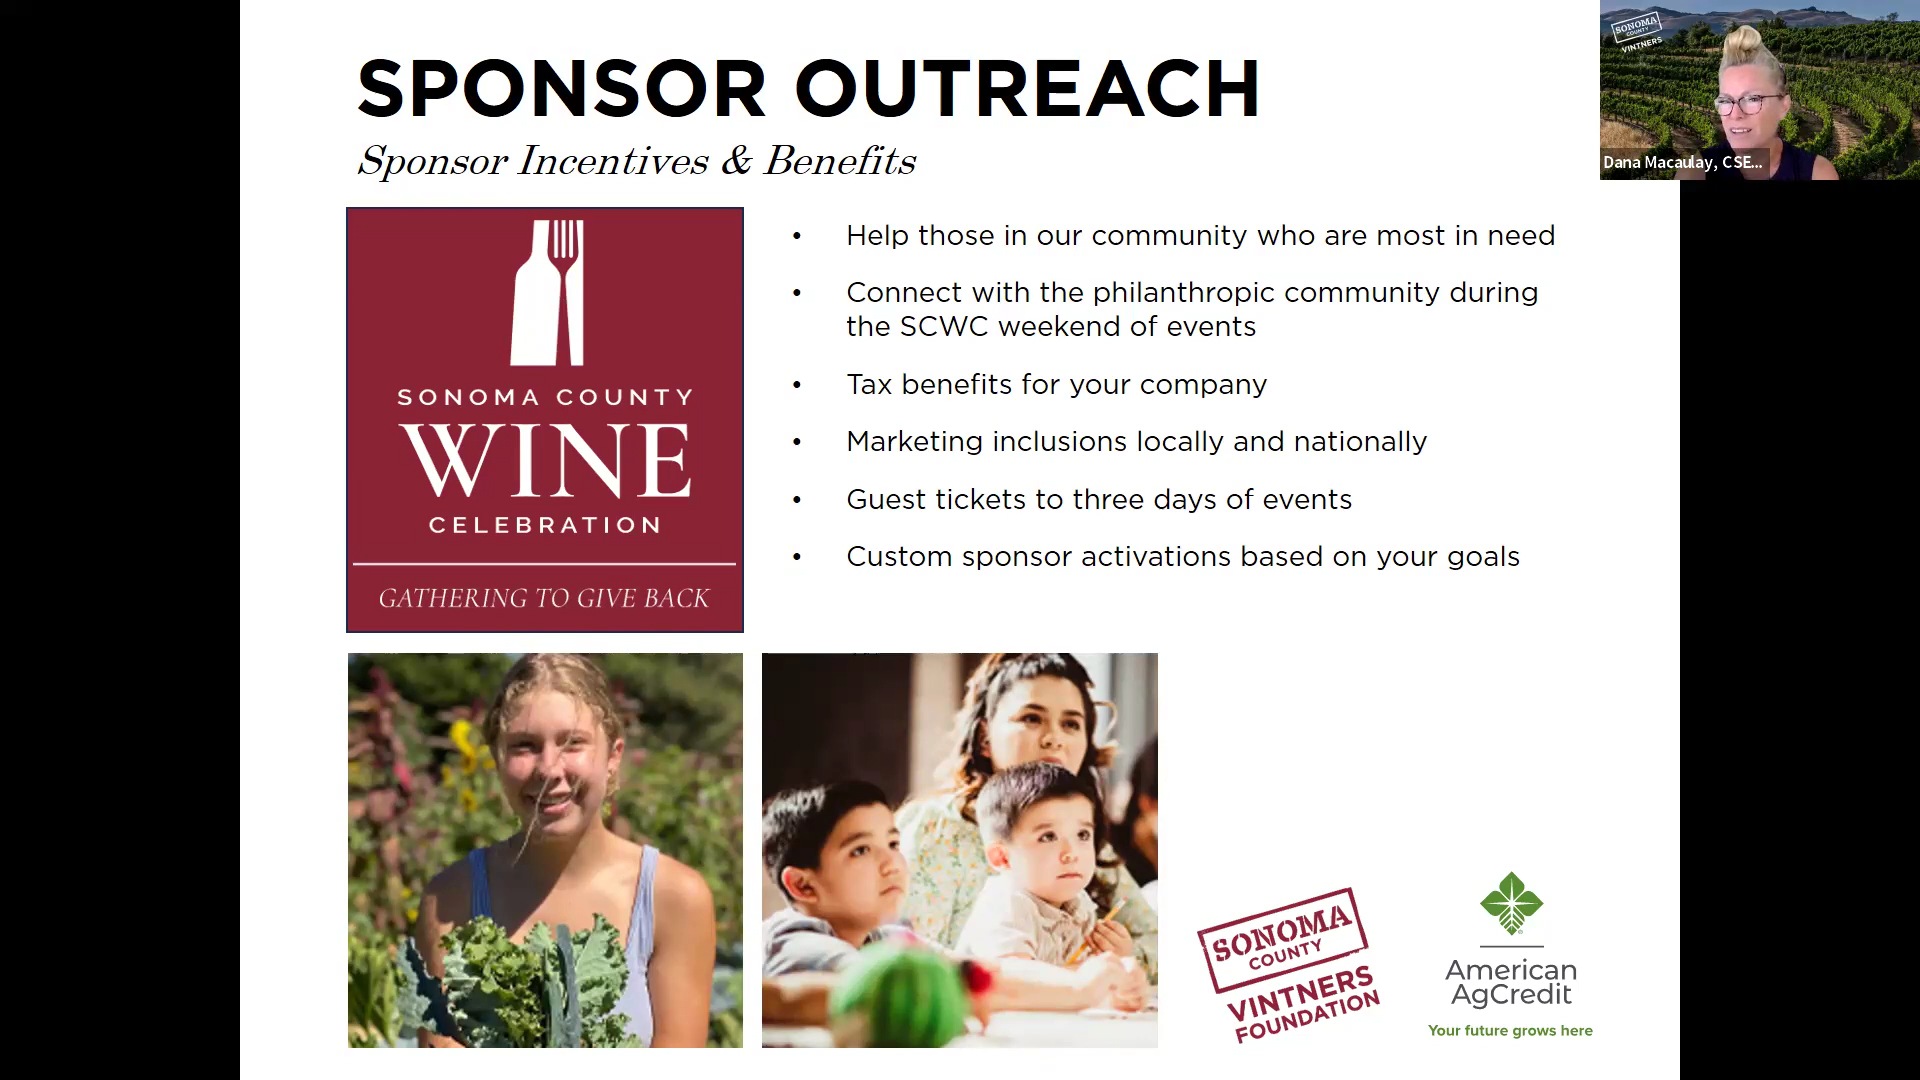 SPONSOR OUTREACH
Sponsor Incentives & Benefits
SONOMA COUNTY
WINE
CELEBRATION
GATHERING TO GIVE BACK
• Help those in our community who are most in need
• Connect with the philanthropic community during
the SCWC weekend of events
• Tax benefits for your company
• Marketing inclusions locally and nationally
• Guest tickets to three days of events
• Custom sponsor activations based on your goals
SONOMA
COUNTY
VINTNERS
FOUNDATION
American
AgCredit
Your future grows here
SONOMA
COUNTY
VINTNERS
Dana Macaulay, CSE...